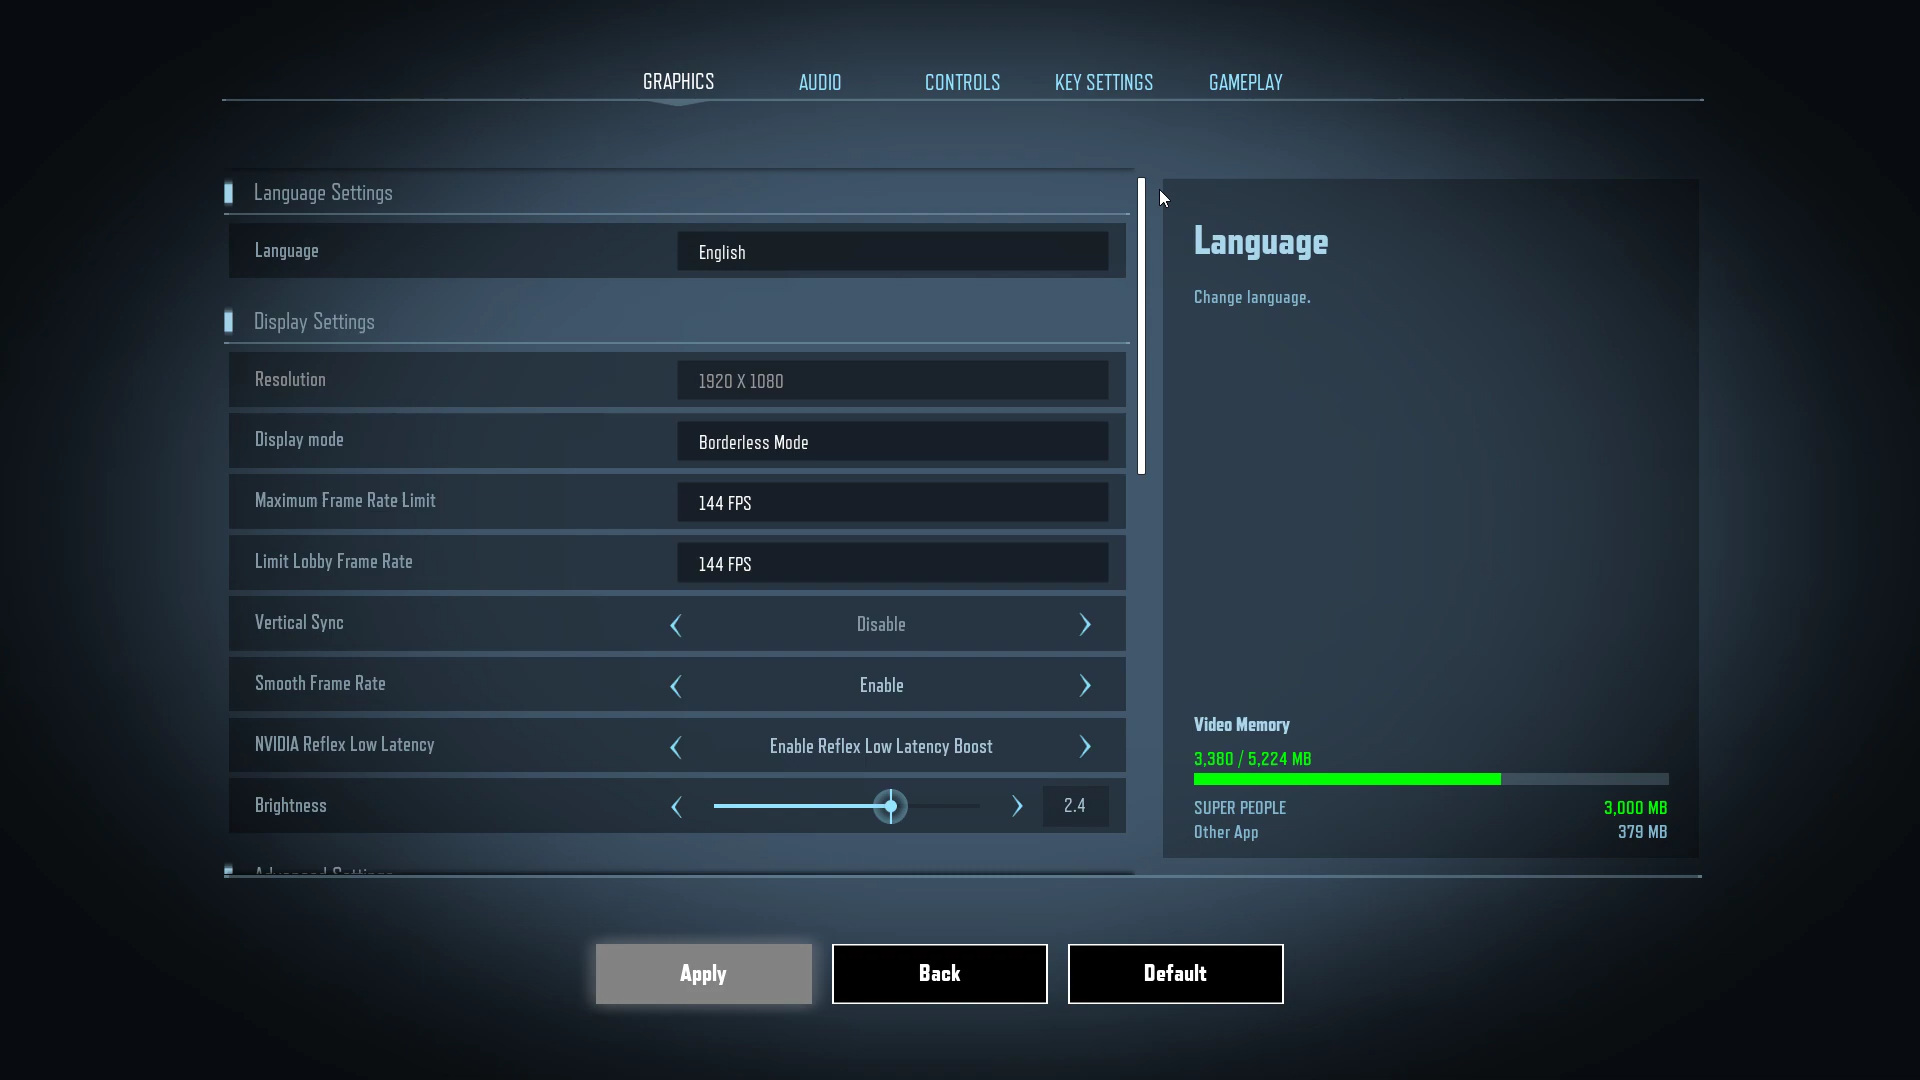 GRAPHICS AUDIO CONTROLS KEY SETTINGS GAMEPLAY
Language Settings
Language English
Display Settings
Resolution 1920 X 1080
Display mode Borderless Mode
Maximum Frame Rate Limit 144 FPS
Limit Lobby Frame Rate 144 FPS
Vertical Sync Disable
Smooth Frame Rate Enable
NVIDIA Reflex Low Latency Enable Reflex Low Latency Boost
Brightness 2.4
Advanced Settings
Language
Change language.
Video Memory
3,380 / 5,224 MB
SUPER PEOPLE 3,000 MB
Other App 379 MB
Apply Back Default